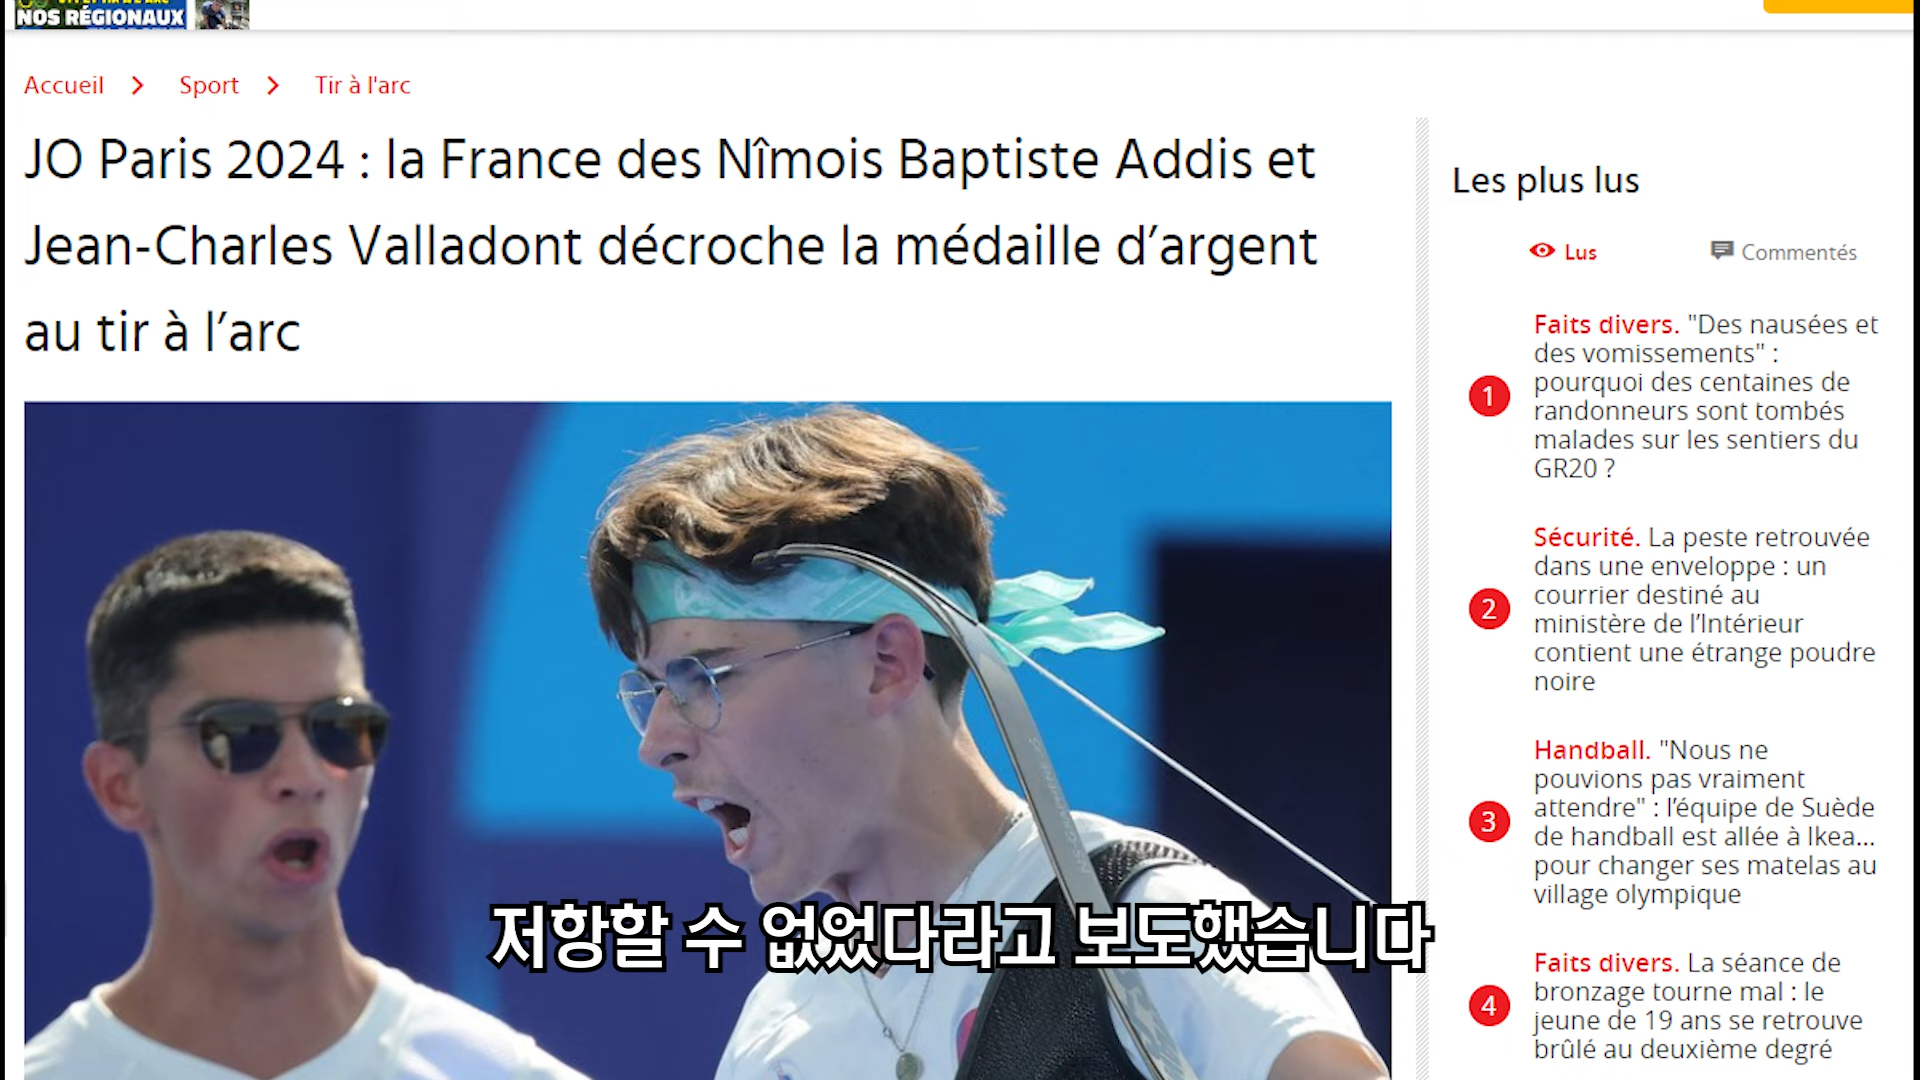 NOS RÉGIONAUX
Accueil > Sport > Tir à l'arc
JO Paris 2024 : la France des Nîmois Baptiste Addis et
Jean-Charles Valladont décroche la médaille d’argent
au tir à l’arc
저항할 수 없었다라고 보도했습니다
Les plus lus
Lus
Commentés
1
Faits divers. "Des nausées et
des vomissements" :
pourquoi des centaines de
randonneurs sont tombés
malades sur les sentiers du
GR20 ?
2
Sécurité. La peste retrouvée
dans une enveloppe : un
courrier destiné au
ministère de l’Intérieur
contient une étrange poudre
noire
3
Handball. "Nous ne
pouvions pas vraiment
attendre" : l’équipe de Suède
de handball est allée à Ikea...
pour changer ses matelas au
village olympique
4
Faits divers. La séance de
bronzage tourne mal : le
jeune de 19 ans se retrouve
brûlé au deuxième degré